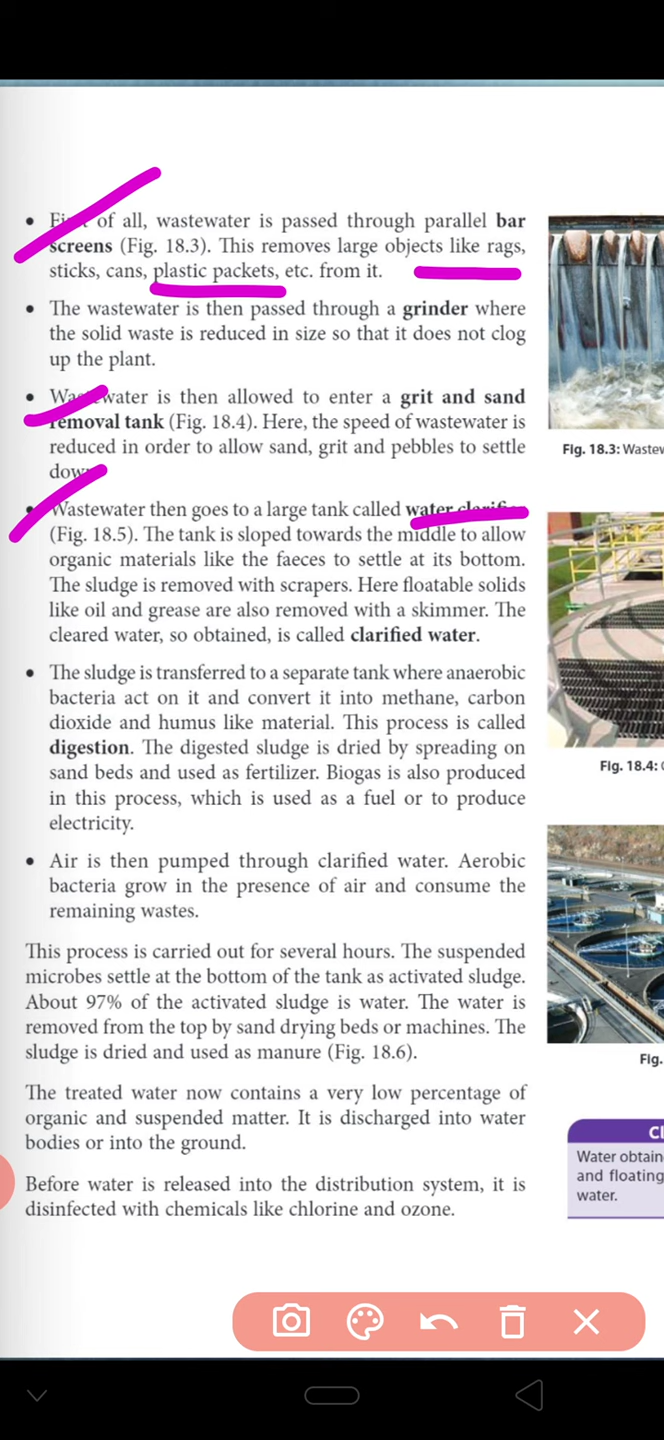 • of all, wastewater is passed through parallel bar
screens (Fig. 18.3). This removes large objects like rags,
sticks, cans, plastic packets, etc. from it.
• The wastewater is then passed through a grinder where
the solid waste is reduced in size so that it does not clog
up the plant.
• Wastewater is then allowed to enter a grit and sand
removal tank (Fig. 18.4). Here, the speed of wastewater is
reduced in order to allow sand, grit and pebbles to settle
down.
• Wastewater then goes to a large tank called water clarifier
(Fig. 18.5). The tank is sloped towards the middle to allow
organic materials like the faeces to settle at its bottom.
The sludge is removed with scrapers. Here floatable solids
like oil and grease are also removed with a skimmer. The
cleared water, so obtained, is called clarified water.
• The sludge is transferred to a separate tank where anaerobic
bacteria act on it and convert it into methane, carbon
dioxide and humus like material. This process is called
digestion. The digested sludge is dried by spreading on
sand beds and used as fertilizer. Biogas is also produced
in this process, which is used as a fuel or to produce
electricity.
• Air is then pumped through clarified water. Aerobic
bacteria grow in the presence of air and consume the
remaining wastes.
This process is carried out for several hours. The suspended
microbes settle at the bottom of the tank as activated sludge.
About 97% of the activated sludge is water. The water is
removed from the top by sand drying beds or machines. The
sludge is dried and used as manure (Fig. 18.6).
The treated water now contains a very low percentage of
organic and suspended matter. It is discharged into water
bodies or into the ground.
Before water is released into the distribution system, it is
disinfected with chemicals like chlorine and ozone.
Fig. 18.3: Wastew
Fig. 18.4:
Fig.
Cl
Water obtain
and floating
water.